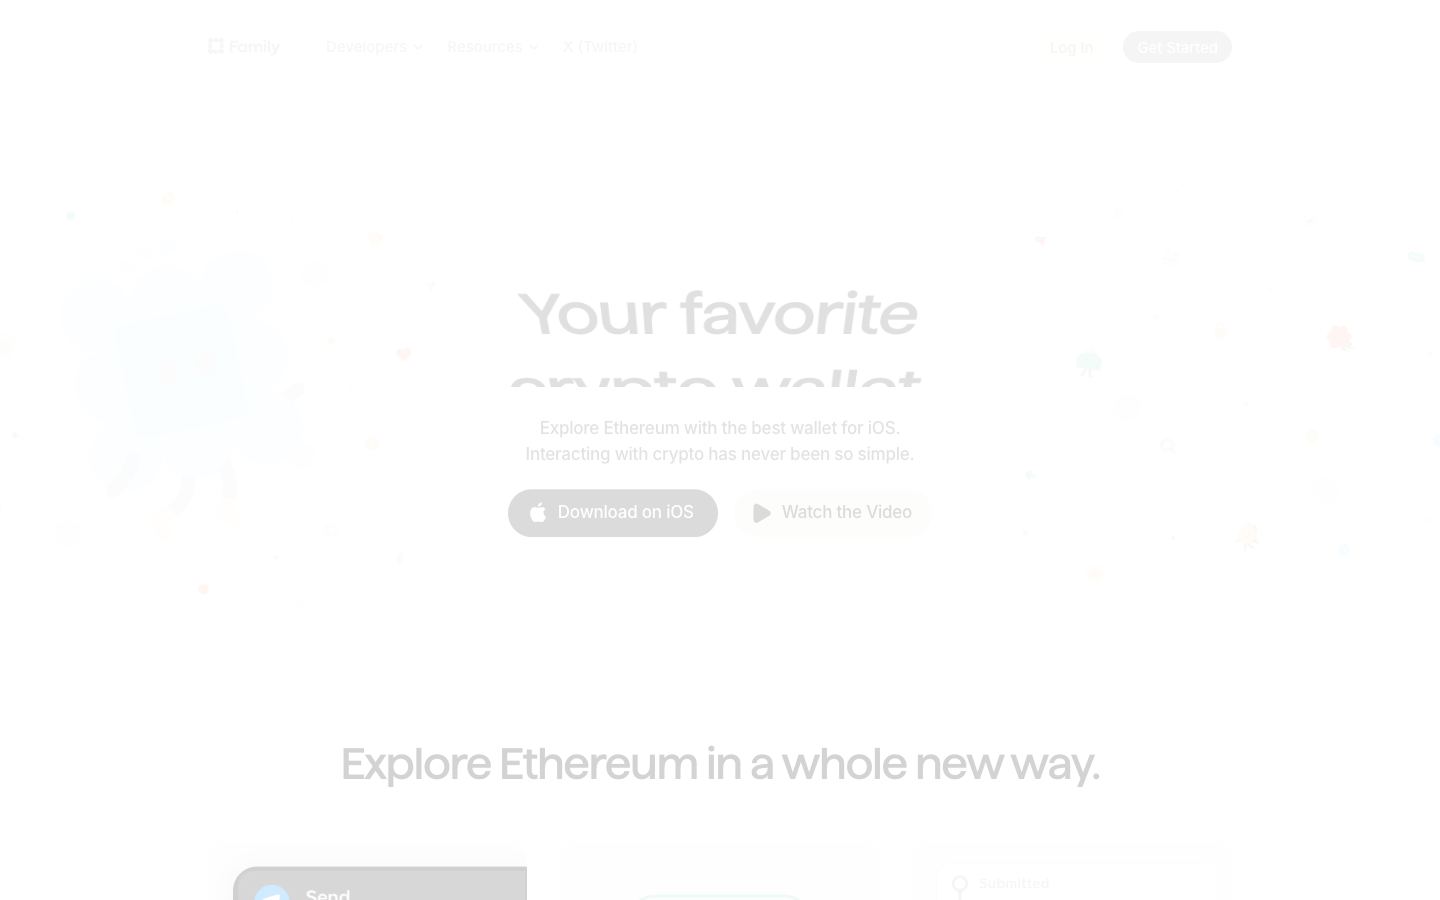 Family
Developers
Resources
X (Twitter)
Log In
Get Started
Your favorite
crypto wallet
Explore Ethereum with the best wallet for iOS.
Interacting with crypto has never been so simple.
Download on iOS
Watch the Video
Explore Ethereum in a whole new way.
Send
Submitted